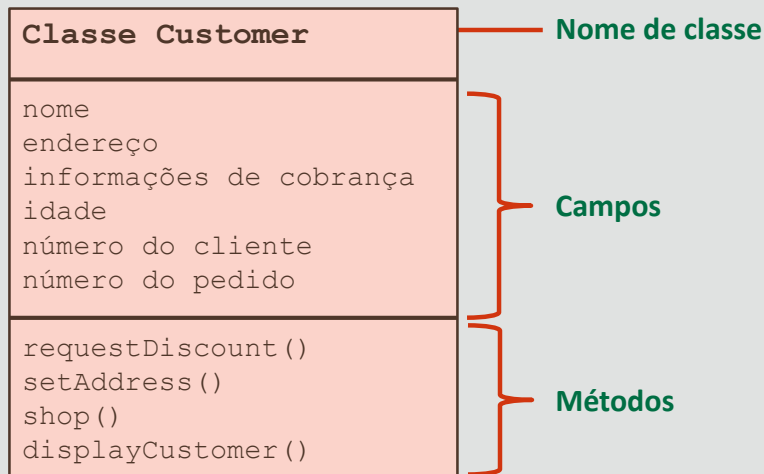 Classe Customer
Nome de classe
nome
endereço
informações de cobrança
idade
número do cliente
número do pedido
Campos
requestDiscount()
setAddress()
shop()
displayCustomer()
Métodos